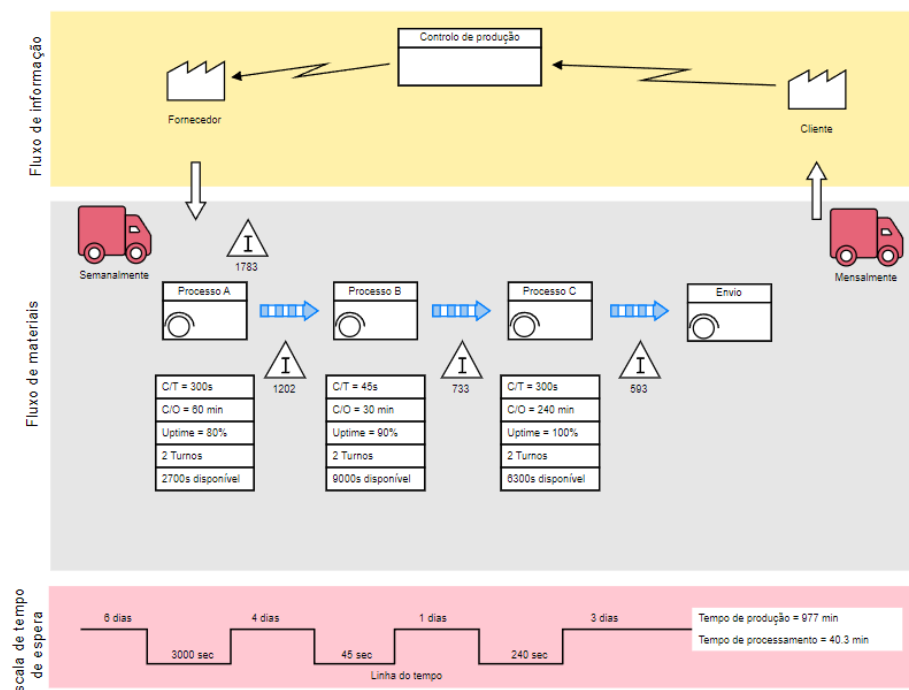 Fluxo de informação
Controlo de produção
Fornecedor
Cliente
Fluxo de materiais
Semanalmente
Mensalmente
I
1783
Processo A
Processo B
Processo C
Envio
I
1202
I
733
I
593
C/T = 300s
C/O = 60 min
Uptime = 80%
2 Turnos
2700s disponível
C/T = 45s
C/O = 30 min
Uptime = 90%
2 Turnos
9000s disponível
C/T = 300s
C/O = 240 min
Uptime = 100%
2 Turnos
6300s disponível
scala de tempo
de espera
6 dias
4 dias
1 dias
3 dias
3000 sec
45 sec
240 sec
Linha do tempo
Tempo de produção = 977 min
Tempo de processamento = 40.3 min